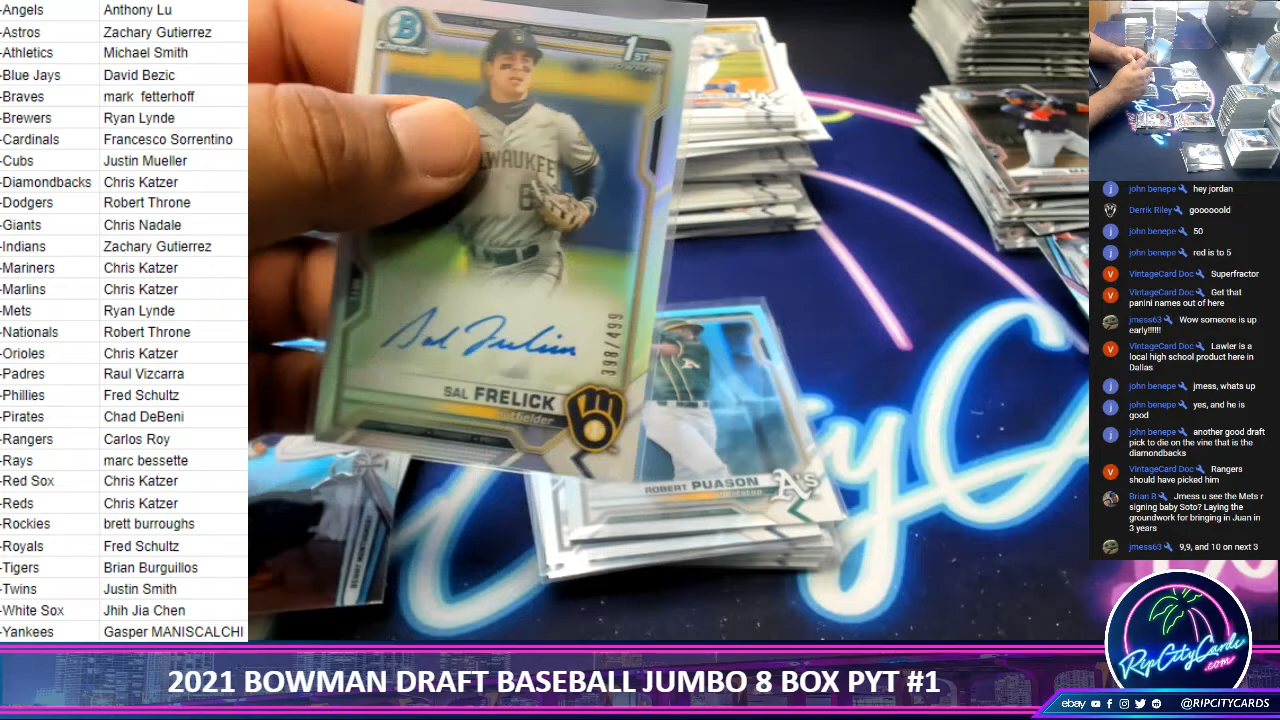 -Angels Anthony Lu
-Astros Zachary Gutierrez
-Athletics Michael Smith
-Blue Jays David Bezic
-Braves mark fetterhoff
-Brewers Ryan Lynde
-Cardinals Francesco Sorrentino
-Cubs Justin Mueller
-Diamondbacks Chris Katzer
-Dodgers Robert Throne
-Giants Chris Nadale
-Indians Zachary Gutierrez
-Mariners Chris Katzer
-Marlins Chris Katzer
-Mets Ryan Lynde
-Nationals Robert Throne
-Orioles Chris Katzer
-Padres Raul Vizcarra
-Phillies Fred Schultz
-Pirates Chad DeBeni
-Rangers Carlos Roy
-Rays marc bessette
-Red Sox Chris Katzer
-Reds Chris Katzer
-Rockies brett burroughs
-Royals Fred Schultz
-Tigers Brian Burguillos
-Twins Justin Smith
-White Sox Jhih Jia Chen
-Yankees Gasper MANISCALCHI
1ST
BOWMAN
LWAUKEE
6
Sal Frelick
398/499
SAL FRELICK
Outfielder
ROBERT PUASON
A's
yC
john benepe hey jordan
Derrik Riley goooooold
john benepe 50
john benepe red is to 5
VintageCard Doc Superfractor
VintageCard Doc Get that
panini names out of here
jmess63 Wow someone is up
early!!!!!!
VintageCard Doc Lawler is a
local high school product here in
Dallas
john benepe jmess, whats up
john benepe yes, and he is
good
john benepe another good draft
pick to die on the vine that is the
diamondbacks
VintageCard Doc Rangers
should have picked him
Brian B Jmess u see the Mets r
signing baby Soto? Laying the
groundwork for bringing in Juan in
3 years
jmess63 9,9, and 10 on next 3
RipCityCards
.com
2021 BOWMAN DRAFT BASEBALL JUMBO 8 BOX PYT #1
ebay @RIPCITYCARDS